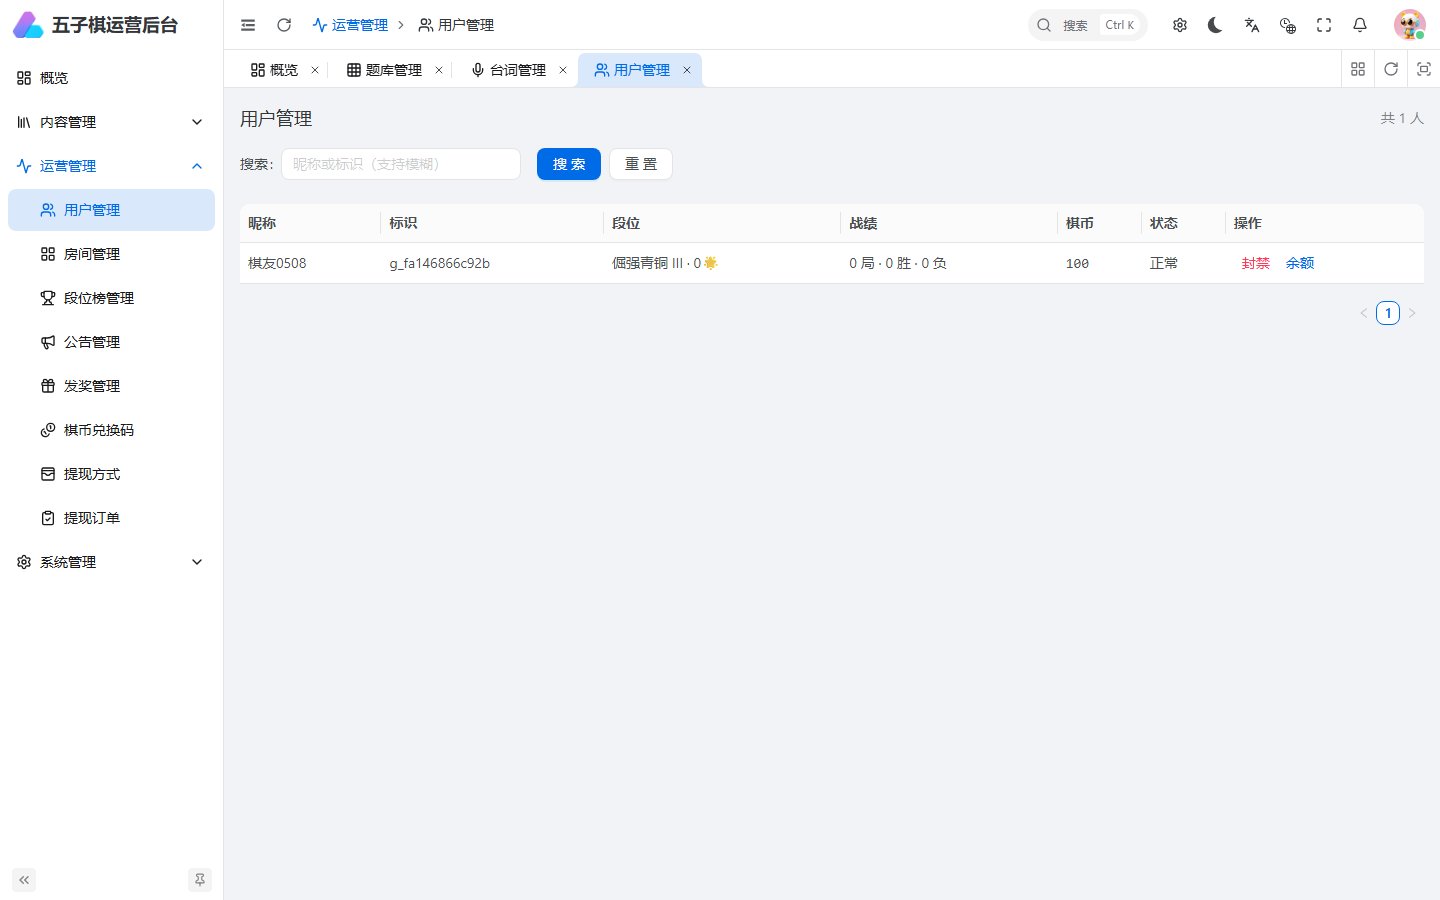 五子棋运营后台
运营管理 > 用户管理
搜索 Ctrl K
概览 × 题库管理 × 台词管理 × 用户管理 ×
概览
内容管理
运营管理
用户管理
房间管理
段位榜管理
公告管理
发奖管理
棋币兑换码
提现方式
提现订单
系统管理
用户管理 共 1 人
搜索: 昵称或标识（支持模糊） 搜 索 重 置
昵称 标识 段位 战绩 棋币 状态 操作
棋友0508 g_fa146866c92b 倔强青铜 III · 0🌟 0 局 · 0 胜 · 0 负 100 正常 封禁 余额
< 1 >